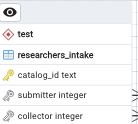 test
researchers_intake
catalog_id text
submitter integer
collector integer